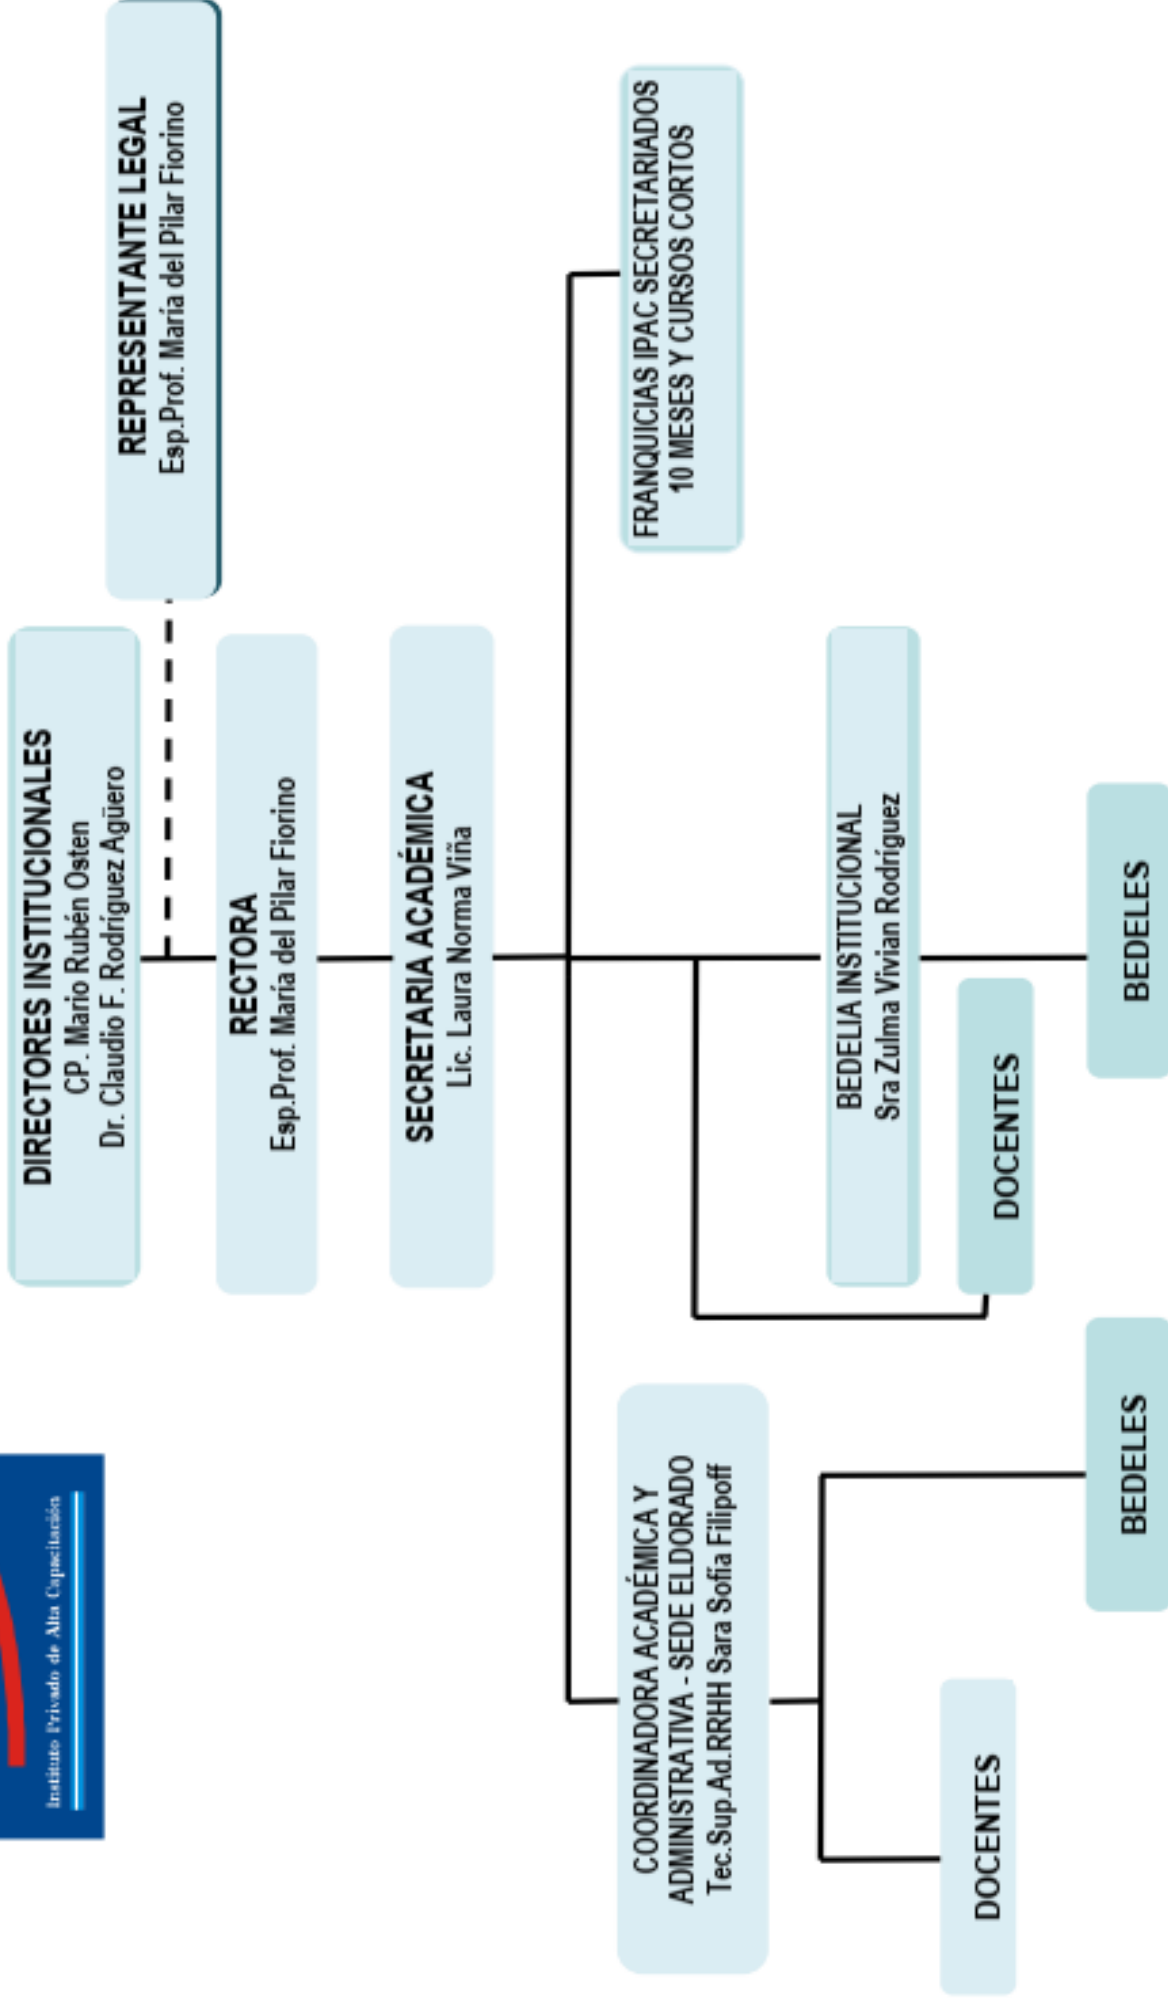 Instituto Privado de Alta Capacitación
DIRECTORES INSTITUCIONALES
CP. Mario Rubén Osten
Dr. Claudio F. Rodríguez Agüero
REPRESENTANTE LEGAL
Esp.Prof. María del Pilar Fiorino
RECTORA
Esp.Prof. María del Pilar Fiorino
SECRETARIA ACADÉMICA
Lic. Laura Norma Viña
COORDINADORA ACADÉMICA Y
ADMINISTRATIVA - SEDE ELDORADO
Tec.Sup.Ad.RRHH Sara Sofía Filipoff
FRANQUICIAS IPAC SECRETARIADOS
10 MESES Y CURSOS CORTOS
BEDELIA INSTITUCIONAL
Sra Zulma Vivian Rodríguez
DOCENTES
DOCENTES
BEDELES
BEDELES